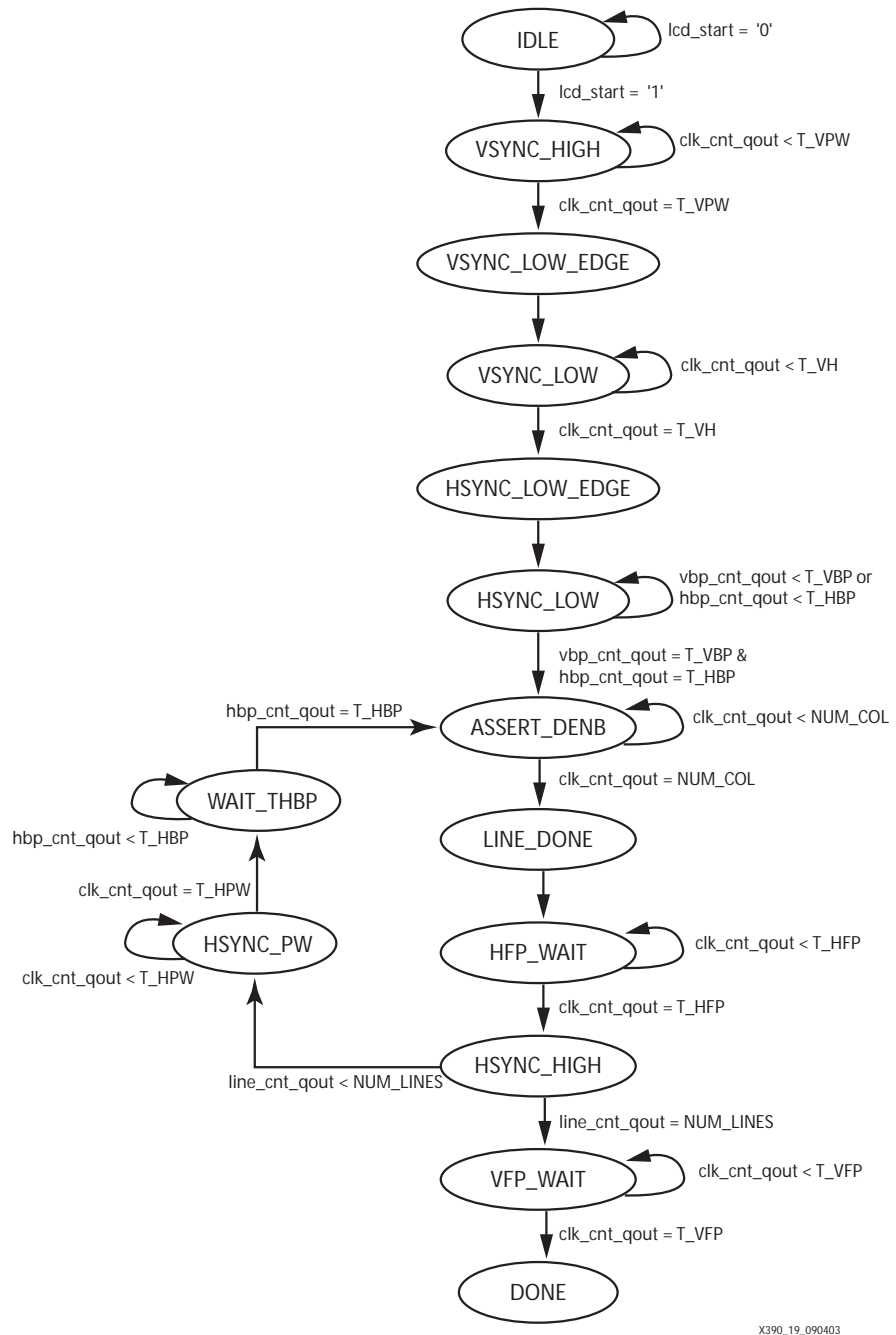 IDLE
lcd_start = '0'
lcd_start = '1'
VSYNC_HIGH
clk_cnt_qout < T_VPW
clk_cnt_qout = T_VPW
VSYNC_LOW_EDGE
VSYNC_LOW
clk_cnt_qout < T_VH
clk_cnt_qout = T_VH
HSYNC_LOW_EDGE
HSYNC_LOW
vbp_cnt_qout < T_VBP or
hbp_cnt_qout < T_HBP
vbp_cnt_qout = T_VBP &
hbp_cnt_qout = T_HBP
hbp_cnt_qout = T_HBP
ASSERT_DENB
clk_cnt_qout < NUM_COL
clk_cnt_qout = NUM_COL
WAIT_THBP
hbp_cnt_qout < T_HBP
LINE_DONE
clk_cnt_qout = T_HPW
HSYNC_PW
clk_cnt_qout < T_HPW
HFP_WAIT
clk_cnt_qout < T_HFP
clk_cnt_qout = T_HFP
HSYNC_HIGH
line_cnt_qout < NUM_LINES
line_cnt_qout = NUM_LINES
VFP_WAIT
clk_cnt_qout < T_VFP
clk_cnt_qout = T_VFP
DONE
X390_19_090403